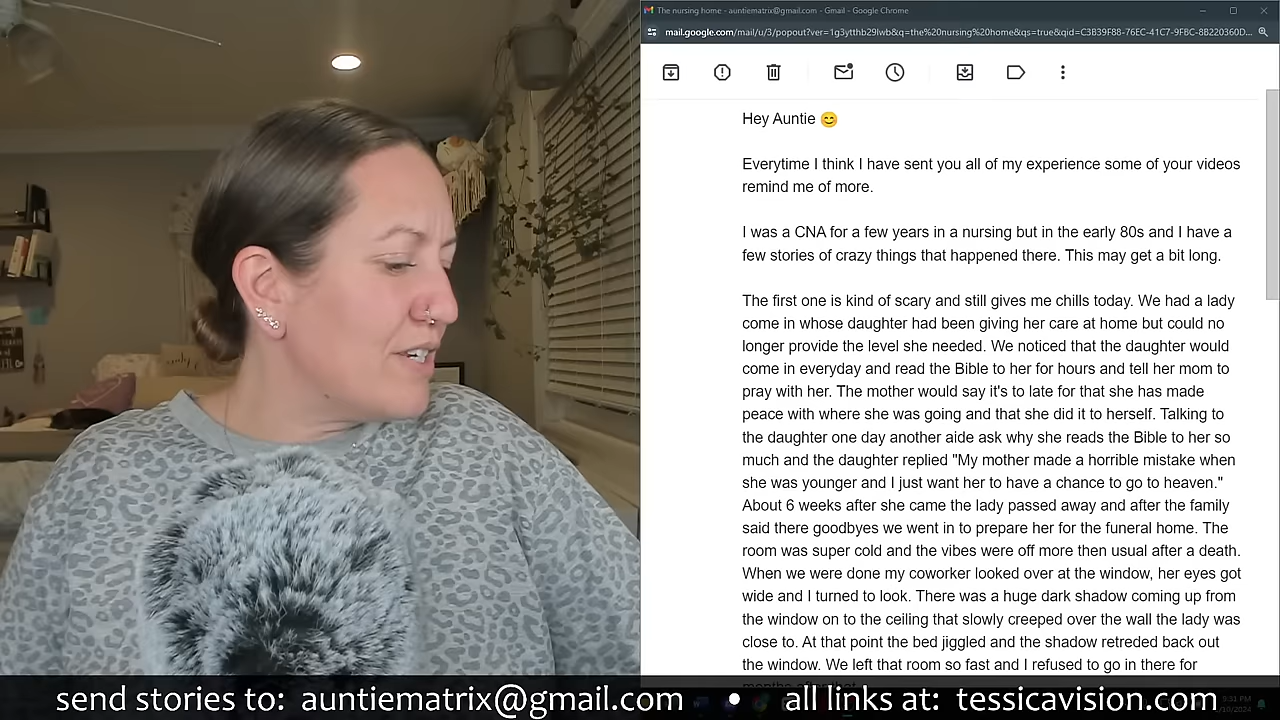 The nursing home - auntiematrix@gmail.com - Gmail - Google Chrome
mail.google.com/mail/u/3/popout?ver=1g3ytthb29lwb&q=the%20nursing%20home&qs=true&qid=C3B39F88-76EC-41C7-9FBC-8B220360D...
Hey Auntie 😊
Everytime I think I have sent you all of my experience some of your videos
remind me of more.
I was a CNA for a few years in a nursing but in the early 80s and I have a
few stories of crazy things that happened there. This may get a bit long.
The first one is kind of scary and still gives me chills today. We had a lady
come in whose daughter had been giving her care at home but could no
longer provide the level she needed. We noticed that the daughter would
come in everyday and read the Bible to her for hours and tell her mom to
pray with her. The mother would say it's to late for that she has made
peace with where she was going and that she did it to herself. Talking to
the daughter one day another aide ask why she reads the Bible to her so
much and the daughter replied "My mother made a horrible mistake when
she was younger and I just want her to have a chance to go to heaven."
About 6 weeks after she came the lady passed away and after the family
said there goodbyes we went in to prepare her for the funeral home. The
room was super cold and the vibes were off more then usual after a death.
When we were done my coworker looked over at the window, her eyes got
wide and I turned to look. There was a huge dark shadow coming up from
the window on to the ceiling that slowly creeped over the wall the lady was
close to. At that point the bed jiggled and the shadow retreded back out
the window. We left that room so fast and I refused to go in there for
send stories to: auntiematrix@gmail.com • all links at: tessicavision.com